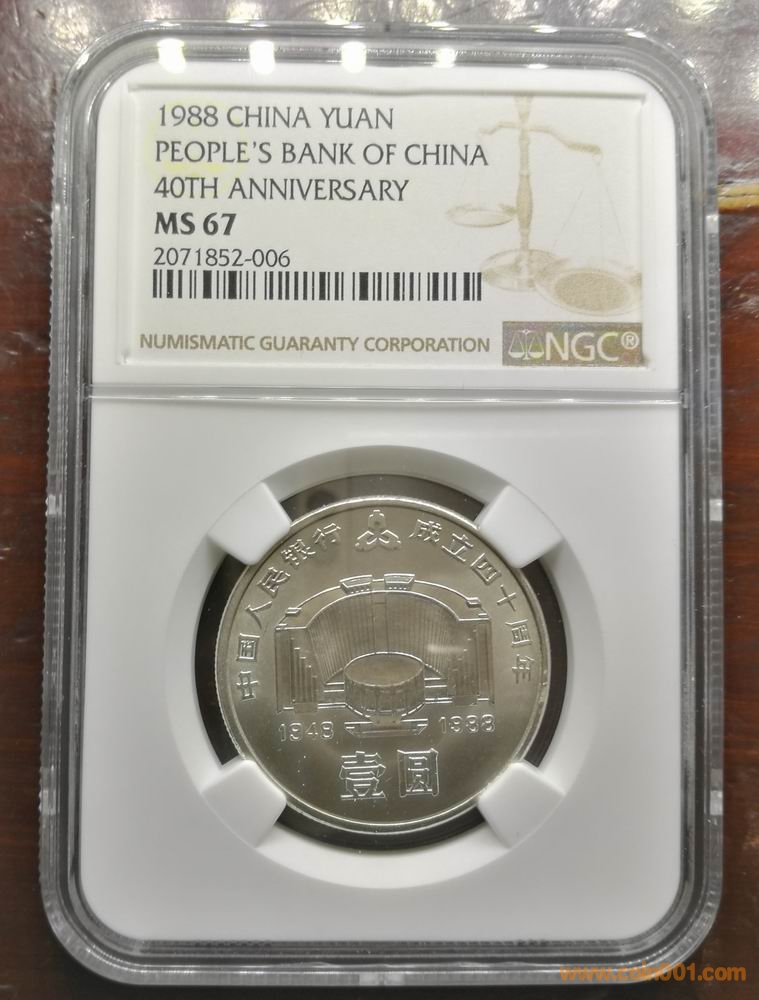 1988 CHINA YUAN
PEOPLE'S BANK OF CHINA
40TH ANNIVERSARY
MS 67
2071852-006
NUMISMATIC GUARANTY CORPORATION
NGC®
中国人民银行 成立四十周年
1948 1988
壹圆
www.coin001.com